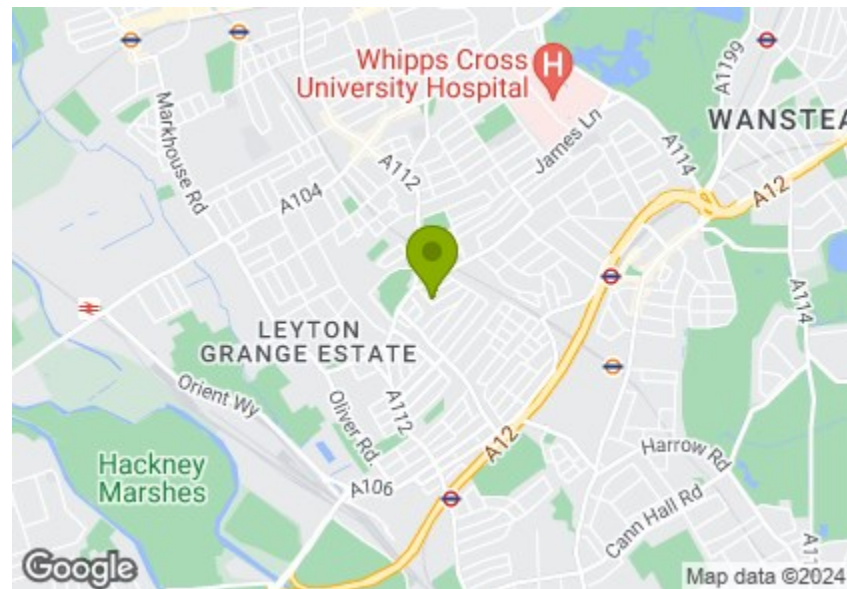 Whipps Cross
University Hospital
H
A1199
WANSTEA
James Ln
A114
Markhouse Rd
A112
A104
A12
A114
LEYTON
GRANGE ESTATE
Orient Wy
Oliver Rd.
A112
A12
Harrow Rd
Hackney
Marshes
A106
Cann Hall Rd
A11
Google
Map data ©2024